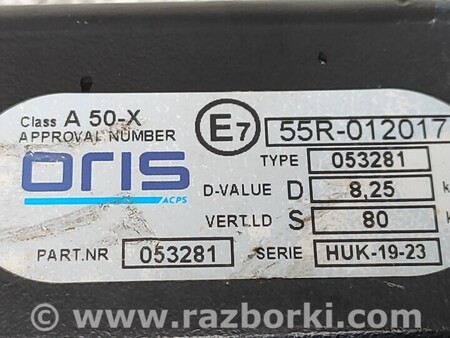 Class A 50-X
APPROVAL NUMBER
E7 55R-012017
ORIS
ACPS
TYPE 053281
D-VALUE D 8,25 k
VERT.LD S 80 k
PART.NR 053281 SERIE HUK-19-23
© www.razborki.com/